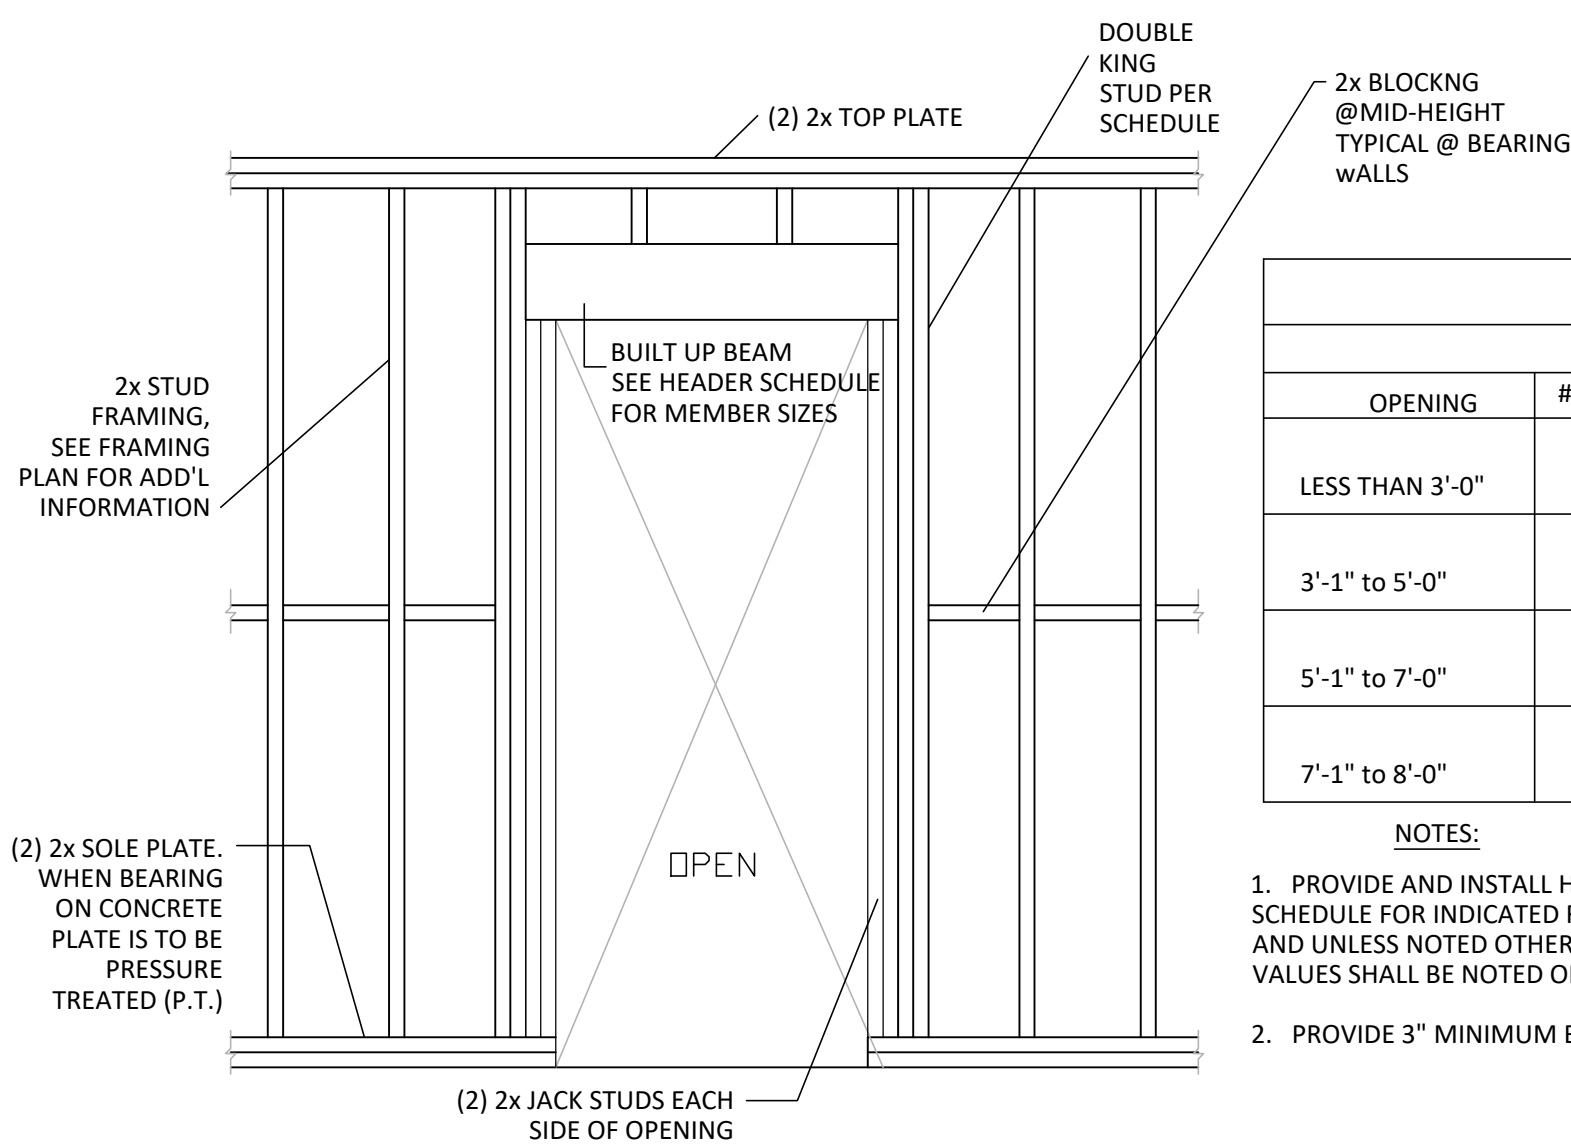 DOUBLE
KING
STUD PER
SCHEDULE
(2) 2x TOP PLATE
2x BLOCKNG
@MID-HEIGHT
TYPICAL @ BEARING
wALLS
BUILT UP BEAM
SEE HEADER SCHEDULE
FOR MEMBER SIZES
2x STUD
FRAMING,
SEE FRAMING
PLAN FOR ADD'L
INFORMATION
OPENING
#
LESS THAN 3'-0"
3'-1" to 5'-0"
5'-1" to 7'-0"
7'-1" to 8'-0"
(2) 2x SOLE PLATE.
WHEN BEARING
ON CONCRETE
PLATE IS TO BE
PRESSURE
TREATED (P.T.)
OPEN
(2) 2x JACK STUDS EACH
SIDE OF OPENING
NOTES:
1. PROVIDE AND INSTALL
SCHEDULE FOR INDICATED
AND UNLESS NOTED
VALUES SHALL BE NOTED
2. PROVIDE 3" MINIMUM